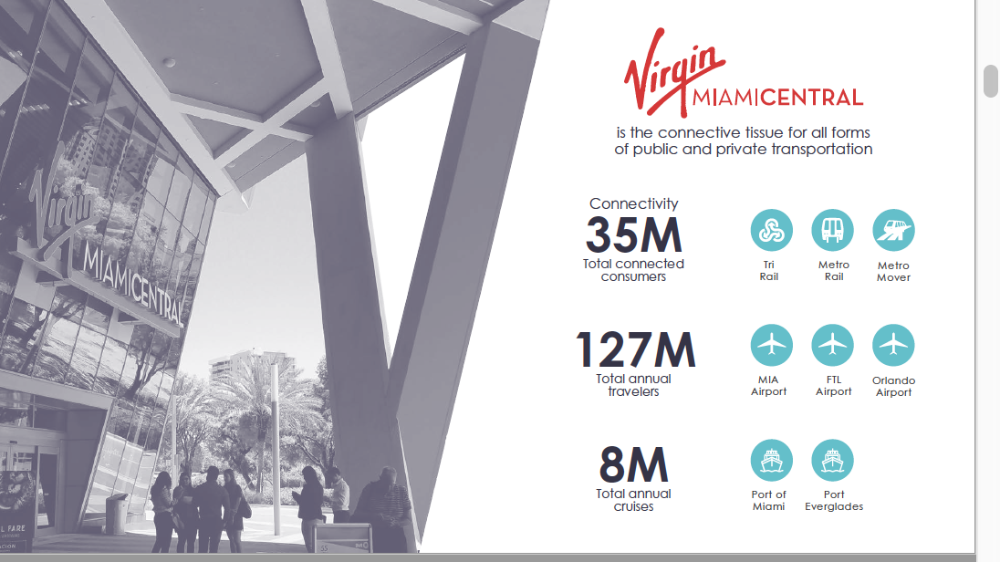 Virgin
MIAMICENTRAL
is the connective tissue for all forms
of public and private transportation
Connectivity
35M
Total connected
consumers
Tri
Rail
Metro
Rail
Metro
Mover
127M
Total annual
travelers
MIA
Airport
FTL
Airport
Orlando
Airport
8M
Total annual
cruises
Port of
Miami
Port
Everglades
Virgin
MIAMICENTRAL
L FARE
55